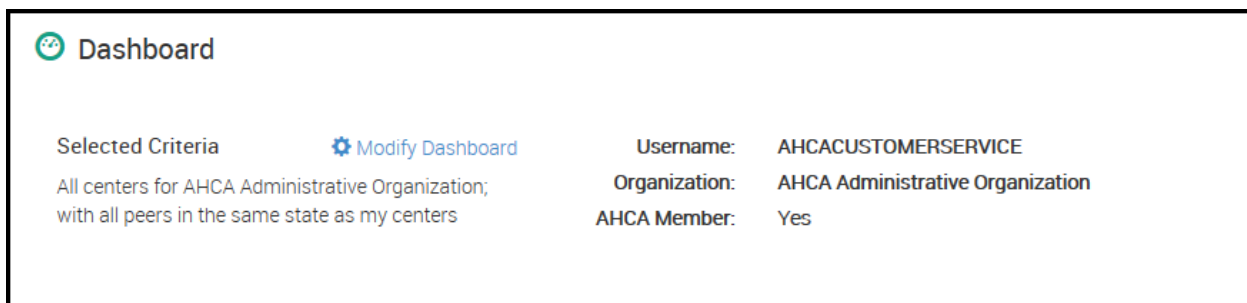 Dashboard
Selected Criteria
Modify Dashboard
All centers for AHCA Administrative Organization;
with all peers in the same state as my centers
Username: AHCACUSTOMERSERVICE
Organization: AHCA Administrative Organization
AHCA Member: Yes